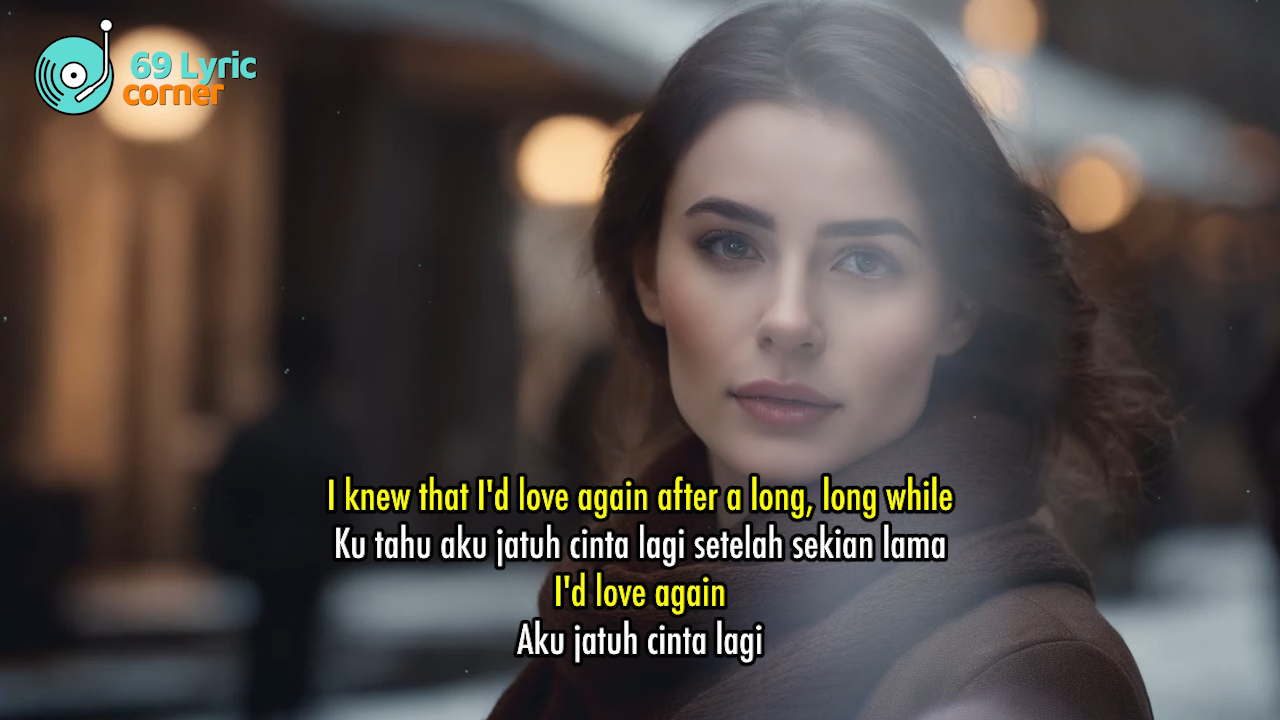 69 Lyric
corner
I knew that I'd love again after a long, long while
Ku tahu aku jatuh cinta lagi setelah sekian lama
I'd love again
Aku jatuh cinta lagi